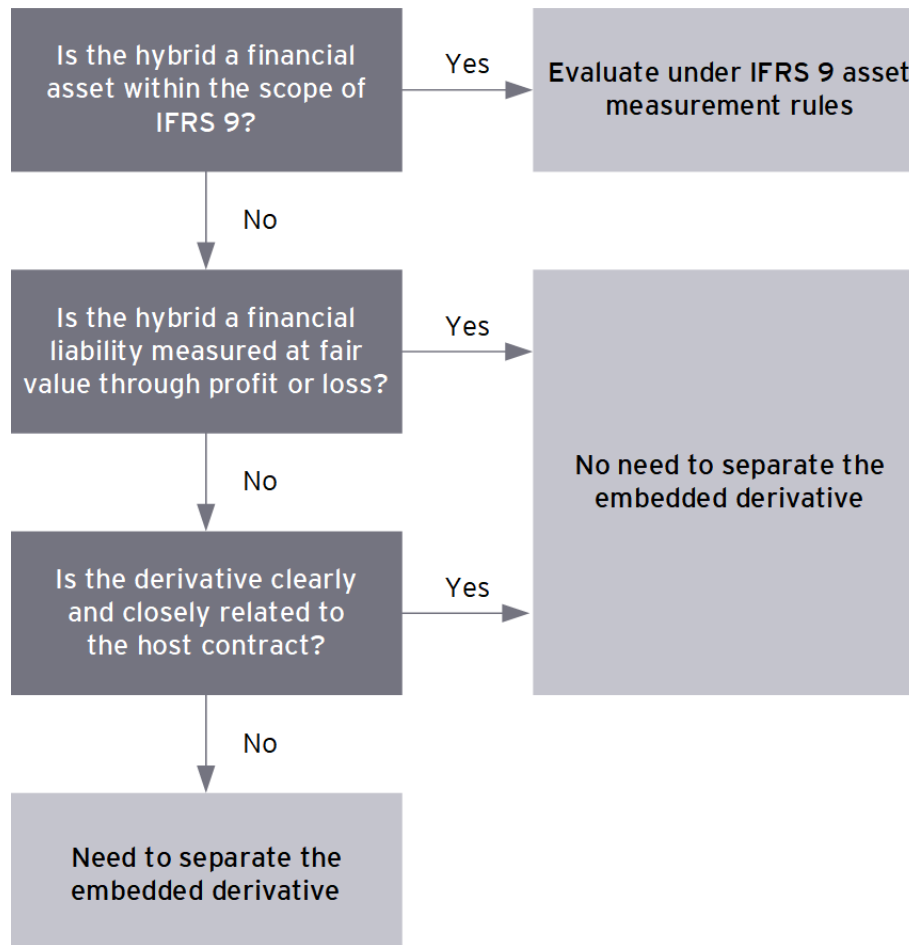 Is the hybrid a financial
asset within the scope of
IFRS 9?
Yes
Evaluate under IFRS 9 asset
measurement rules
No
Is the hybrid a financial
liability measured at fair
value through profit or loss?
Yes
No need to separate the
embedded derivative
No
Is the derivative clearly
and closely related to
the host contract?
Yes
No
Need to separate the
embedded derivative